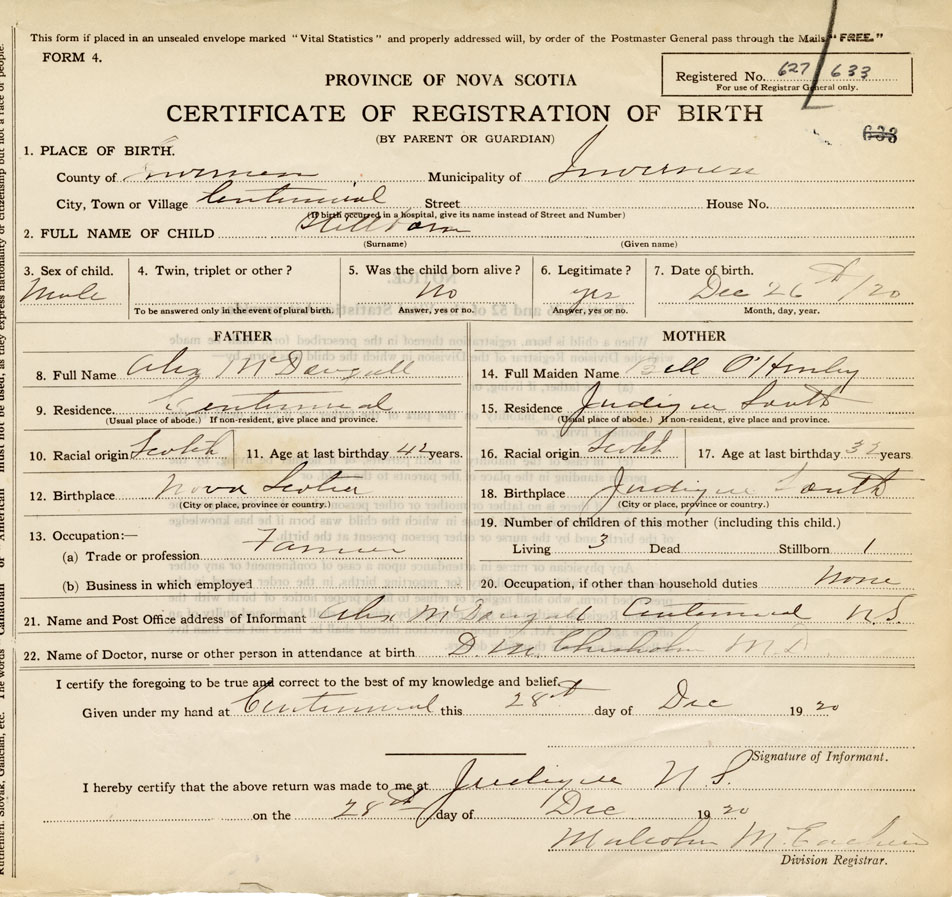 This form if placed in an unsealed envelope marked "Vital Statistics" and properly addressed will, by order of the Postmaster General pass through the Mails "FREE."
FORM 4.
Registered No. 627 / 633
For use of Registrar General only.
PROVINCE OF NOVA SCOTIA
CERTIFICATE OF REGISTRATION OF BIRTH
633
(BY PARENT OR GUARDIAN)
1. PLACE OF BIRTH.
County of Inverness Municipality of Inverness
City, Town or Village Centennial Street House No.
(If birth occurred in a hospital, give its name instead of Street and Number)
2. FULL NAME OF CHILD Stillborn
(Surname) (Given name)
3. Sex of child. 4. Twin, triplet or other? 5. Was the child born alive? 6. Legitimate? 7. Date of birth.
Male no yes Dec 26th/20
To be answered only in the event of plural birth. Answer, yes or no. Answer, yes or no. Month, day, year.
FATHER MOTHER
8. Full Name Alex McDougall 14. Full Maiden Name Bell O'Hanley
9. Residence. Centennial 15. Residence Judique South
(Usual place of abode.) If non-resident, give place and province. (Usual place of abode.) If non-resident, give place and province.
10. Racial origin Scotch 11. Age at last birthday 42 years. 16. Racial origin Scotch 17. Age at last birthday 32 years
12. Birthplace Nova Scotia 18. Birthplace Judique South
(City or place, province or country.) (City or place, province or country.)
13. Occupation:— 19. Number of children of this mother (including this child.)
(a) Trade or profession Farmer Living 3 Dead Stillborn 1
(b) Business in which employed 20. Occupation, if other than household duties none
21. Name and Post Office address of Informant Alex McDougall Centennial N.S.
22. Name of Doctor, nurse or other person in attendance at birth D. Chisholm M.D.
I certify the foregoing to be true and correct to the best of my knowledge and belief.
Given under my hand at Centennial this 28th day of Dec 1920
Signature of Informant.
I hereby certify that the above return was made to me at Judique N S.
on the 28th day of Dec 1920
Malcolm McEachern
Division Registrar.